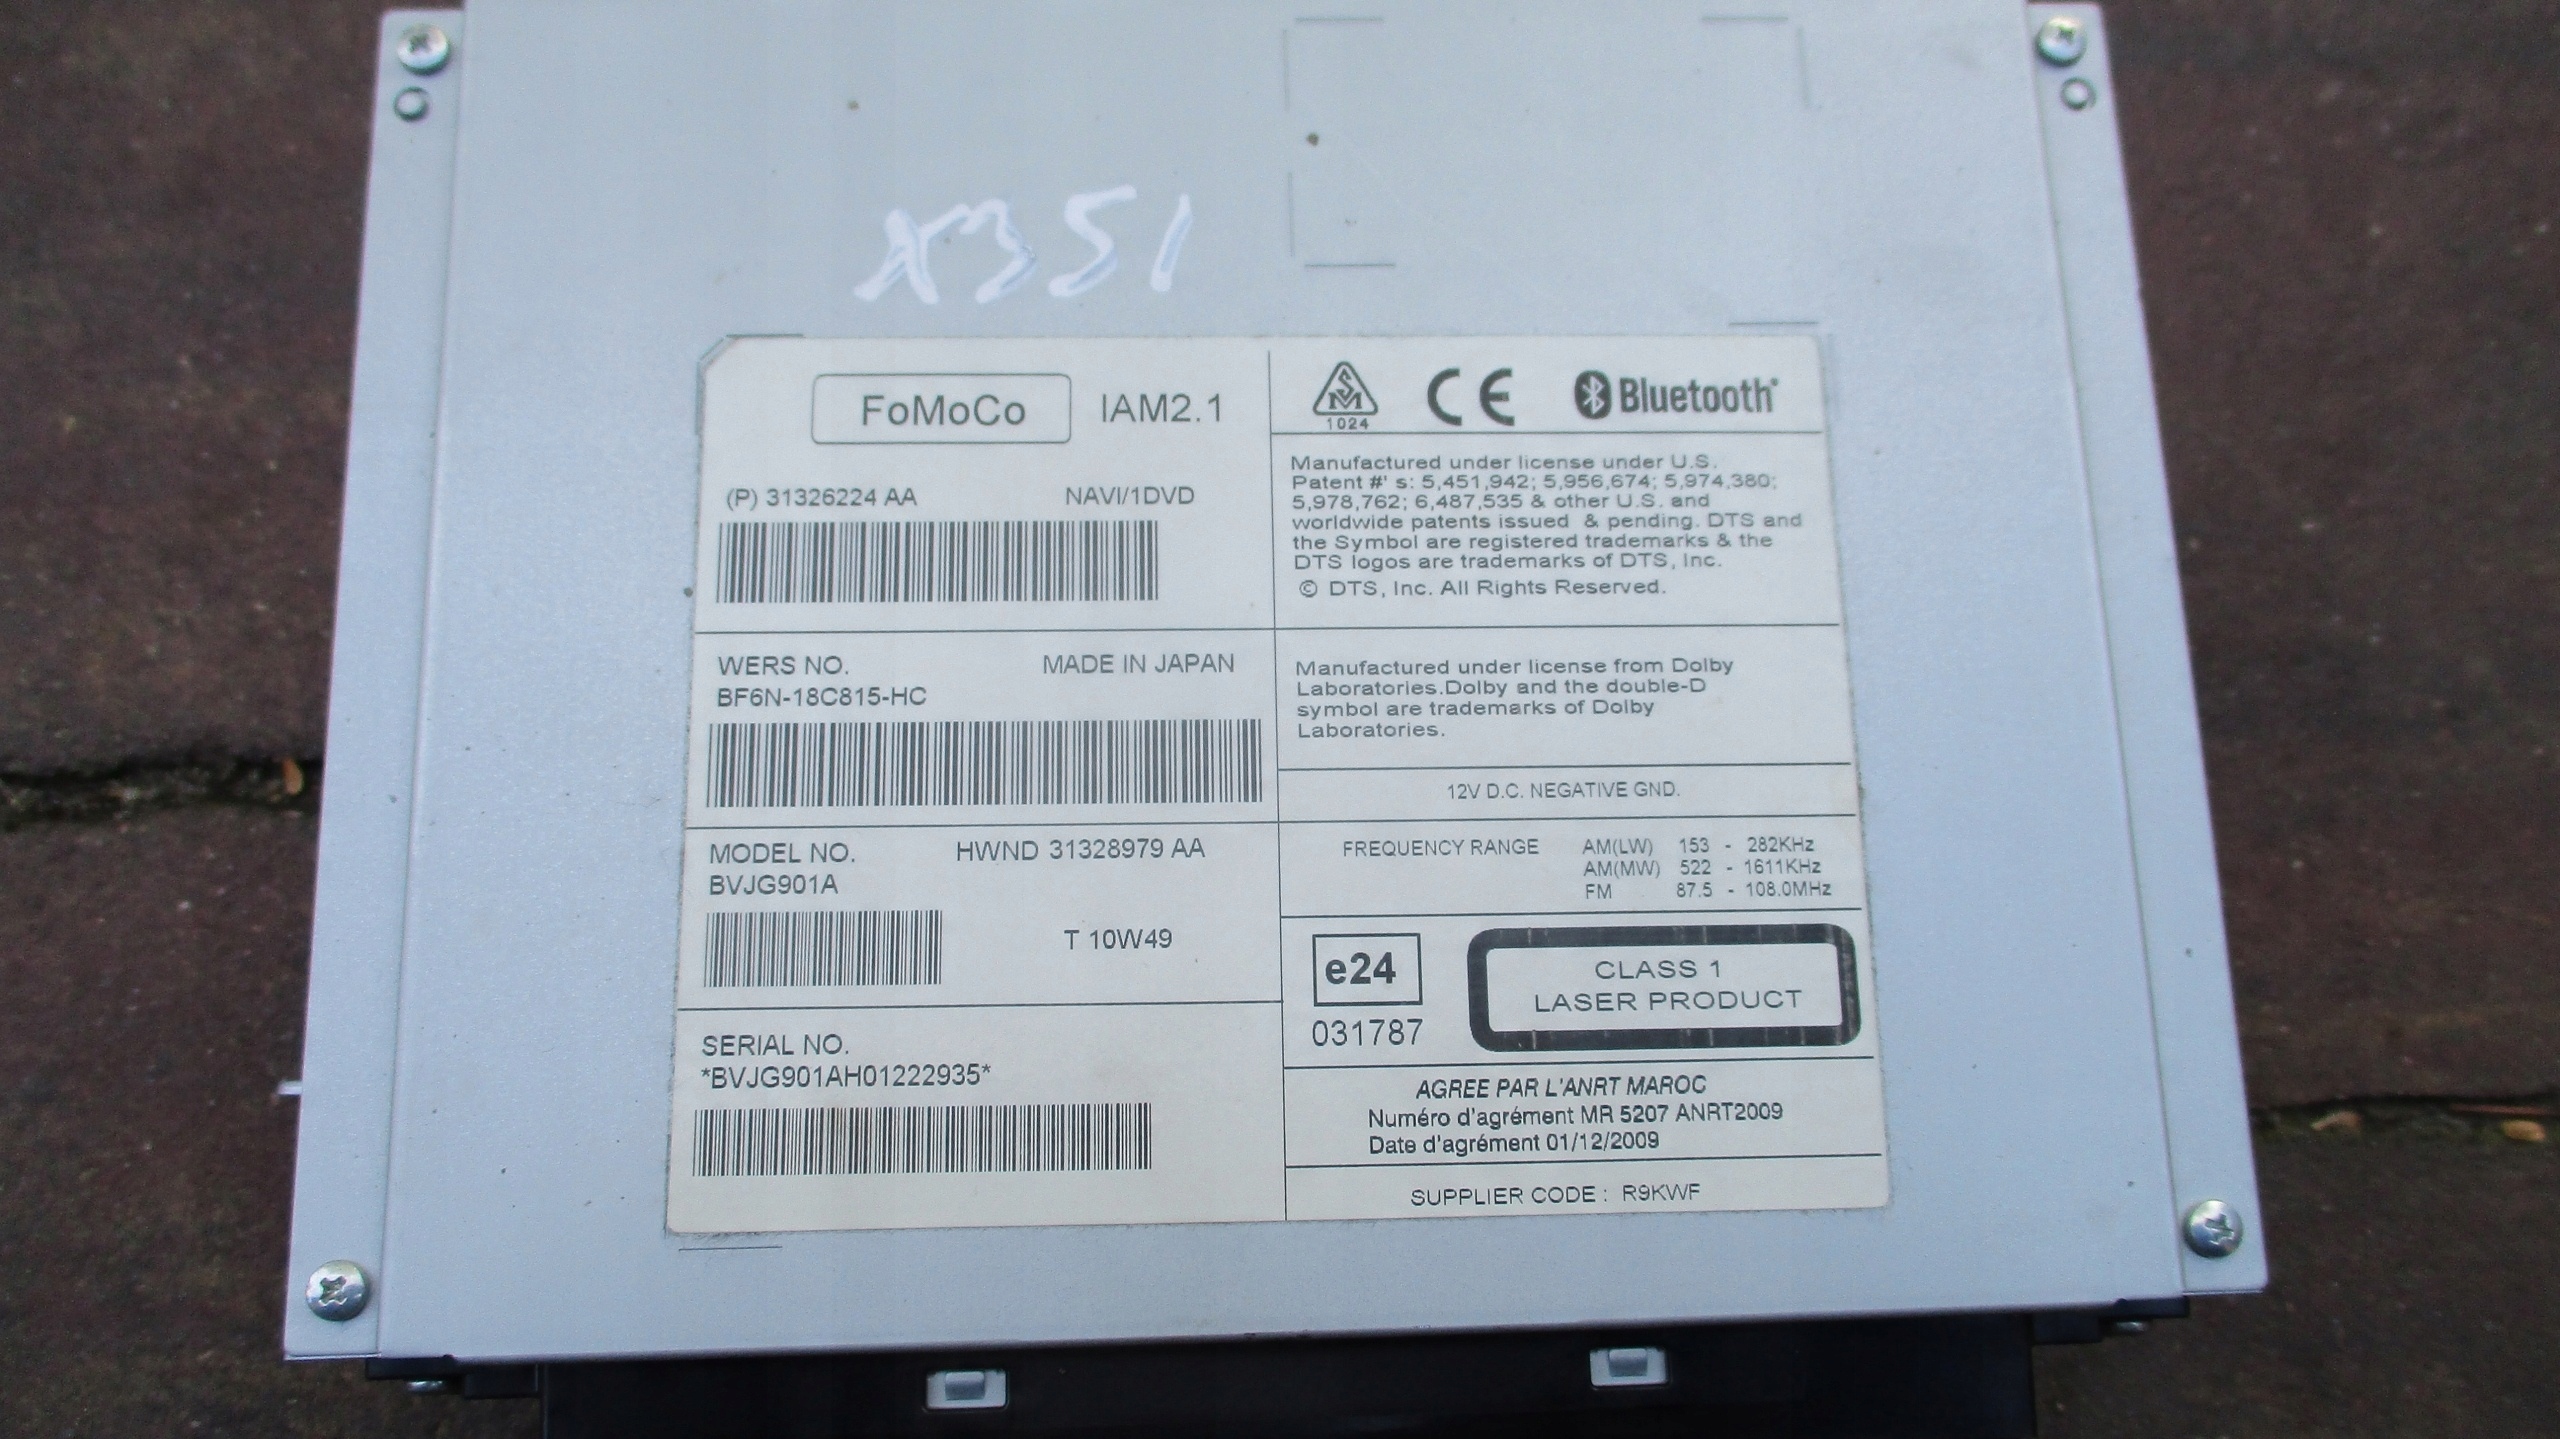 X351
FoMoCo IAM2.1
(P) 31326224 AA NAVI/1DVD
WERS NO. MADE IN JAPAN
BF6N-18C815-HC
MODEL NO. HWND 31328979 AA
BVJG901A
T 10W49
SERIAL NO.
*BVJG901AH01222935*
SM
1024
CE
Bluetooth®
Manufactured under license under U.S.
Patent #' s: 5,451,942; 5,956,674; 5,974,380;
5,978,762; 6,487,535 & other U.S. and
worldwide patents issued & pending. DTS and
the Symbol are registered trademarks & the
DTS logos are trademarks of DTS, Inc.
© DTS, Inc. All Rights Reserved.
Manufactured under license from Dolby
Laboratories.Dolby and the double-D
symbol are trademarks of Dolby
Laboratories.
12V D.C. NEGATIVE GND.
FREQUENCY RANGE AM(LW) 153 - 282KHz
AM(MW) 522 - 1611KHz
FM 87.5 - 108.0MHz
e24
031787
CLASS 1
LASER PRODUCT
AGREE PAR L'ANRT MAROC
Numéro d'agrément MR 5207 ANRT2009
Date d'agrément 01/12/2009
SUPPLIER CODE : R9KWF